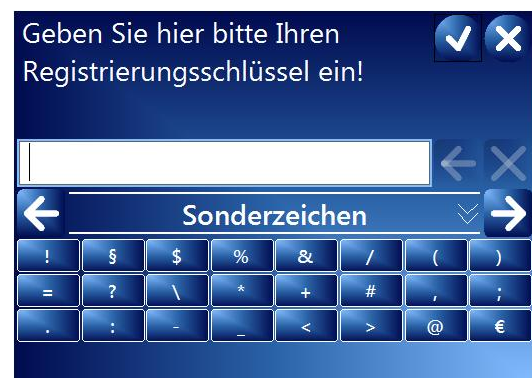 Geben Sie hier bitte Ihren
Registrierungsschlüssel ein!
Sonderzeichen
! § $ % & / ( )
= ? \ * + # , ;
. : - _ < > @ €